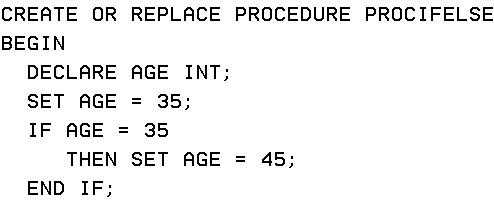 CREATE OR REPLACE PROCEDURE PROCIFELSE
BEGIN
DECLARE AGE INT;
SET AGE = 35;
IF AGE = 35
THEN SET AGE = 45;
END IF;